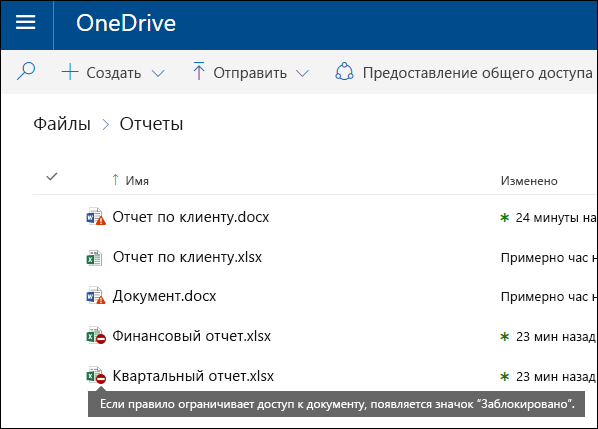 OneDrive
Создать Отправить Предоставление общего доступа
Файлы > Отчеты
Имя Изменено
Отчет по клиенту.docx 24 минуты на
Отчет по клиенту.xlsx Примерно час н
Документ.docx Примерно час н
Финансовый отчет.xlsx 23 мин назад
Квартальный отчет.xlsx 23 мин назад
Если правило ограничивает доступ к документу, появляется значок “Заблокировано”.